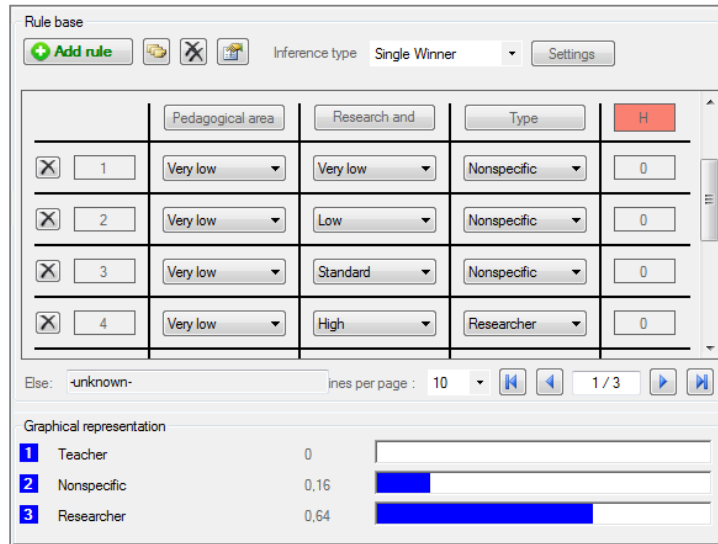 Rule base
Add rule Inference type Single Winner Settings
Pedagogical area Research and Type H
1 Very low Very low Nonspecific 0
2 Very low Low Nonspecific 0
3 Very low Standard Nonspecific 0
4 Very low High Researcher 0
Else: -unknown- ines per page : 10 1 / 3
Graphical representation
1 Teacher 0
2 Nonspecific 0,16
3 Researcher 0,64